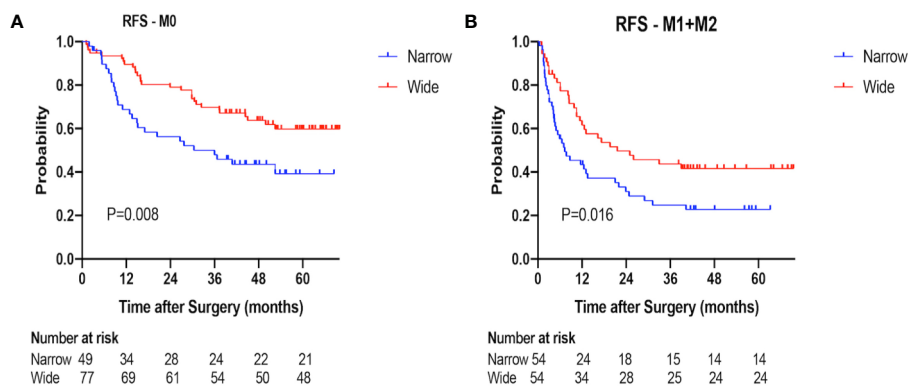 A
RFS - M0
Narrow
Wide
Probability
1.0
0.8
0.6
0.4
0.2
0.0
P=0.008
0 12 24 36 48 60
Time after Surgery (months)
Number at risk
Narrow 49 34 28 24 22 21
Wide 77 69 61 54 50 48
B
RFS - M1+M2
Narrow
Wide
Probability
1.0
0.8
0.6
0.4
0.2
0.0
P=0.016
0 12 24 36 48 60
Time after Surgery (months)
Number at risk
Narrow 54 24 18 15 14 14
Wide 54 34 28 25 24 24